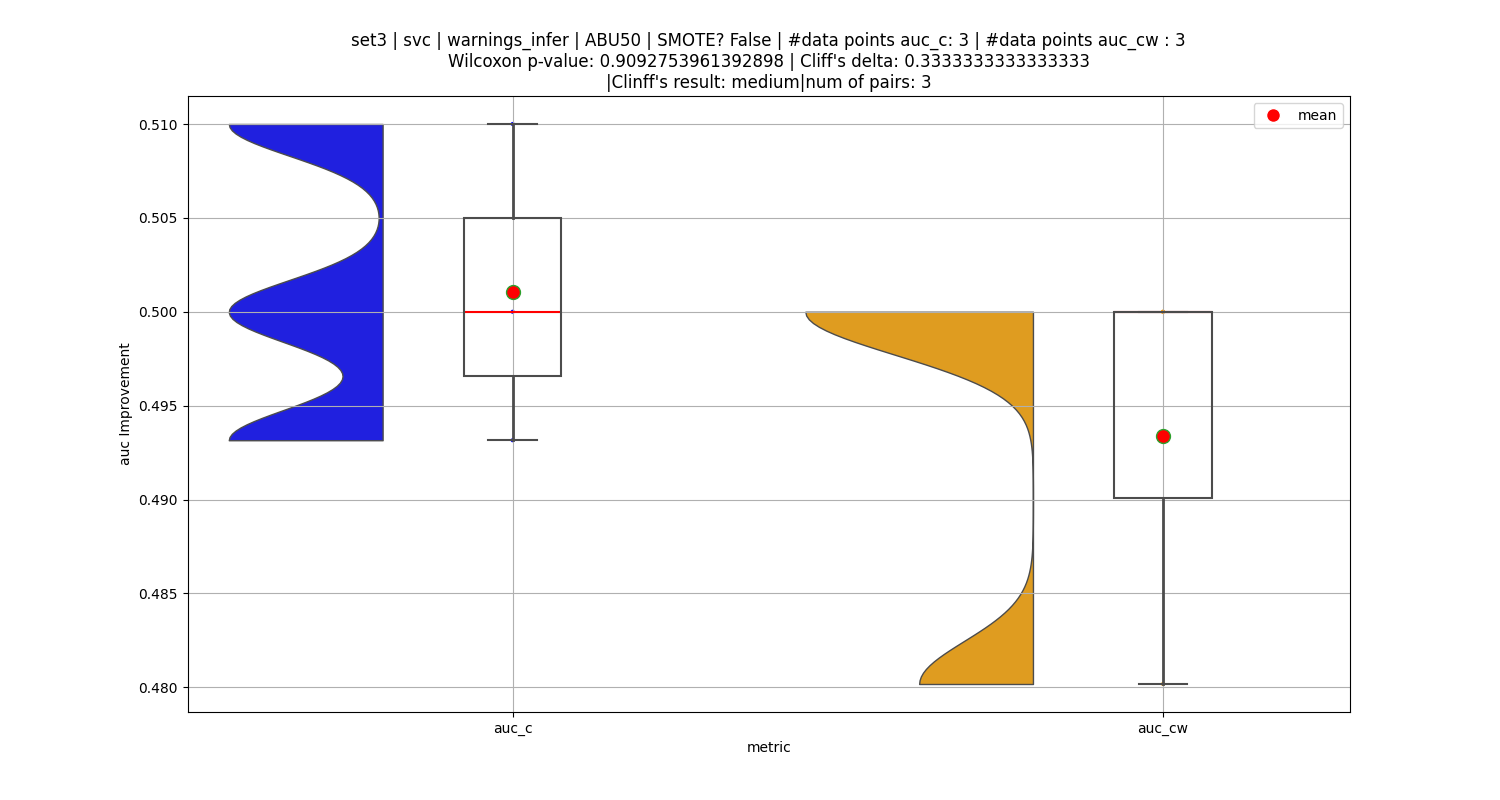 set3 | svc | warnings_infer | ABU50 | SMOTE? False | #data points auc_c: 3 | #data points auc_cw : 3
Wilcoxon p-value: 0.9092753961392898 | Cliff's delta: 0.3333333333333333
|Clinff's result: medium|num of pairs: 3
mean
0.510
0.505
0.500
0.495
0.490
0.485
0.480
auc Improvement
auc_c
auc_cw
metric